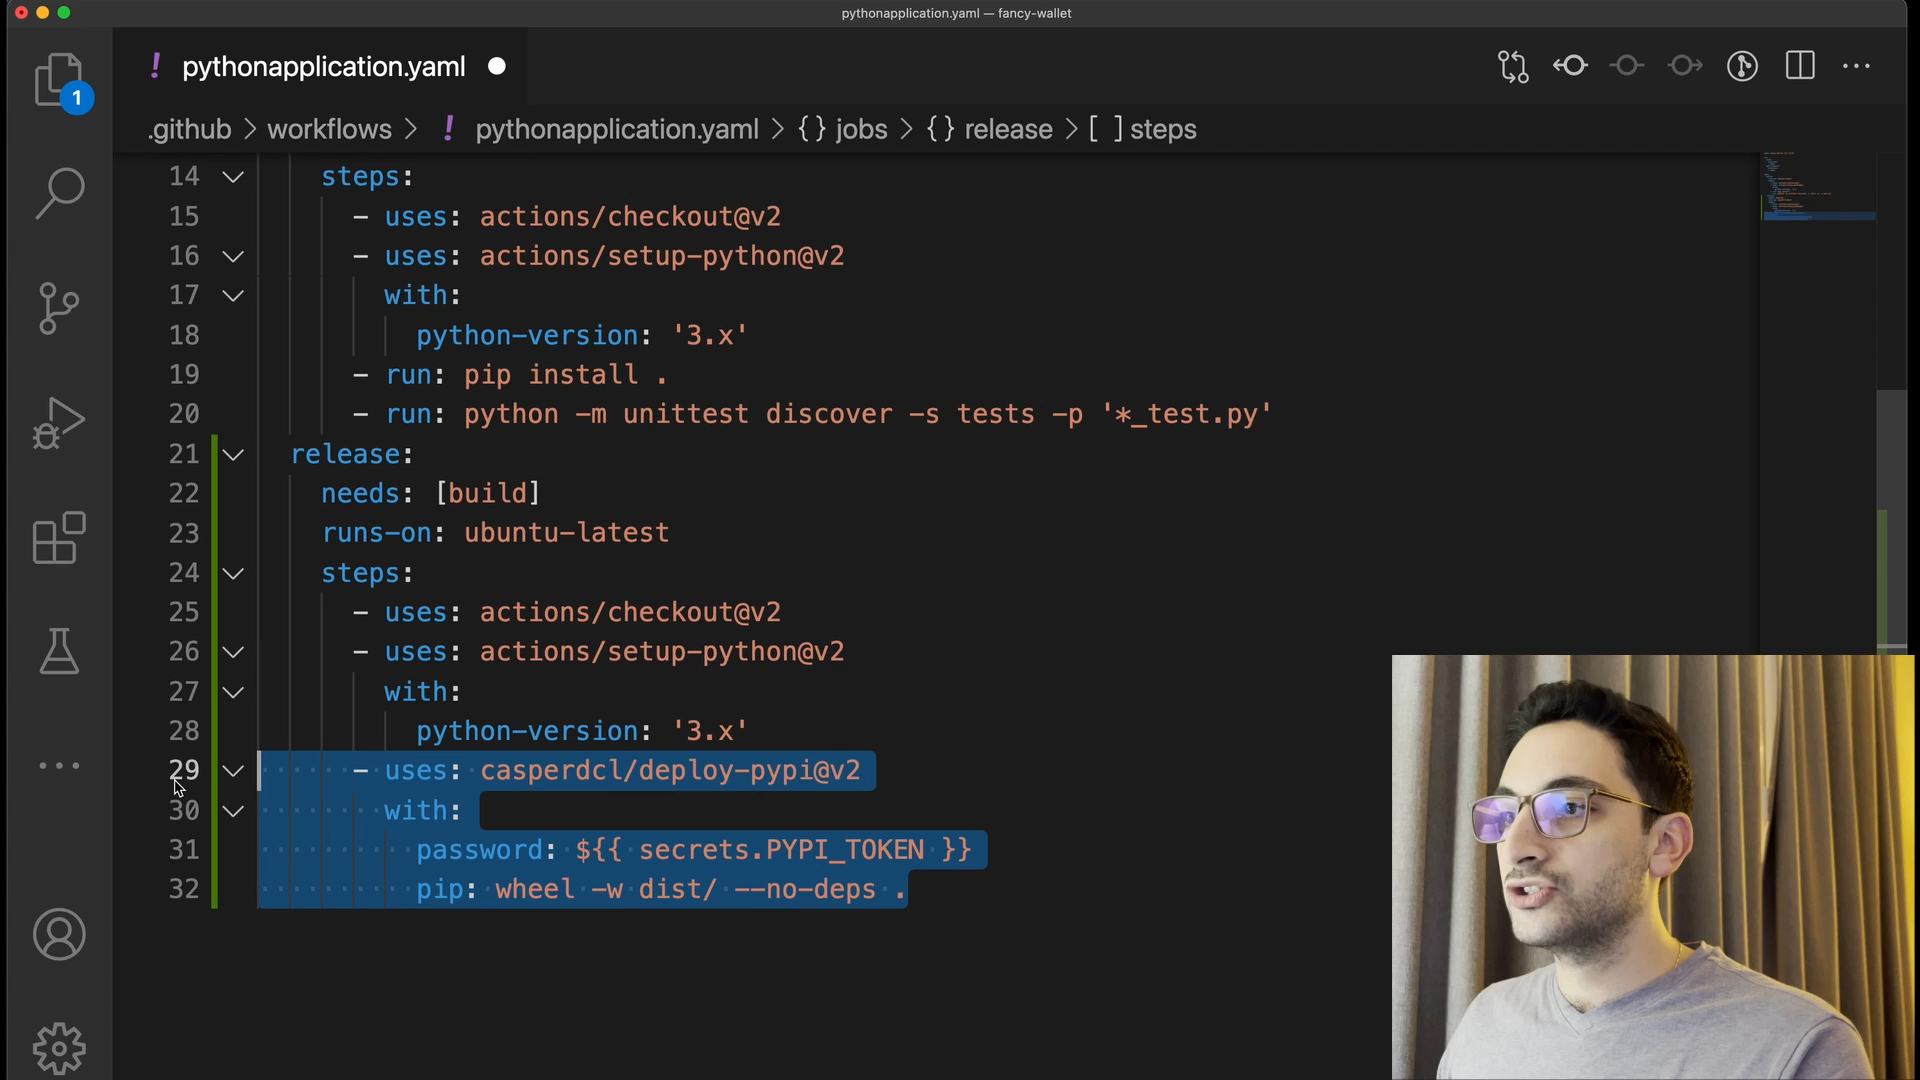 pythonapplication.yaml — fancy-wallet
! pythonapplication.yaml
1
.github > workflows > ! pythonapplication.yaml > {} jobs > {} release > [ ] steps
14 steps:
15 - uses: actions/checkout@v2
16 - uses: actions/setup-python@v2
17 with:
18 python-version: '3.x'
19 - run: pip install .
20 - run: python -m unittest discover -s tests -p '*_test.py'
21 release:
22 needs: [build]
23 runs-on: ubuntu-latest
24 steps:
25 - uses: actions/checkout@v2
26 - uses: actions/setup-python@v2
27 with:
28 python-version: '3.x'
29 - uses: casperdcl/deploy-pypi@v2
30 with:
31 password: ${{ secrets.PYPI_TOKEN }}
32 pip: wheel -w dist/ --no-deps .